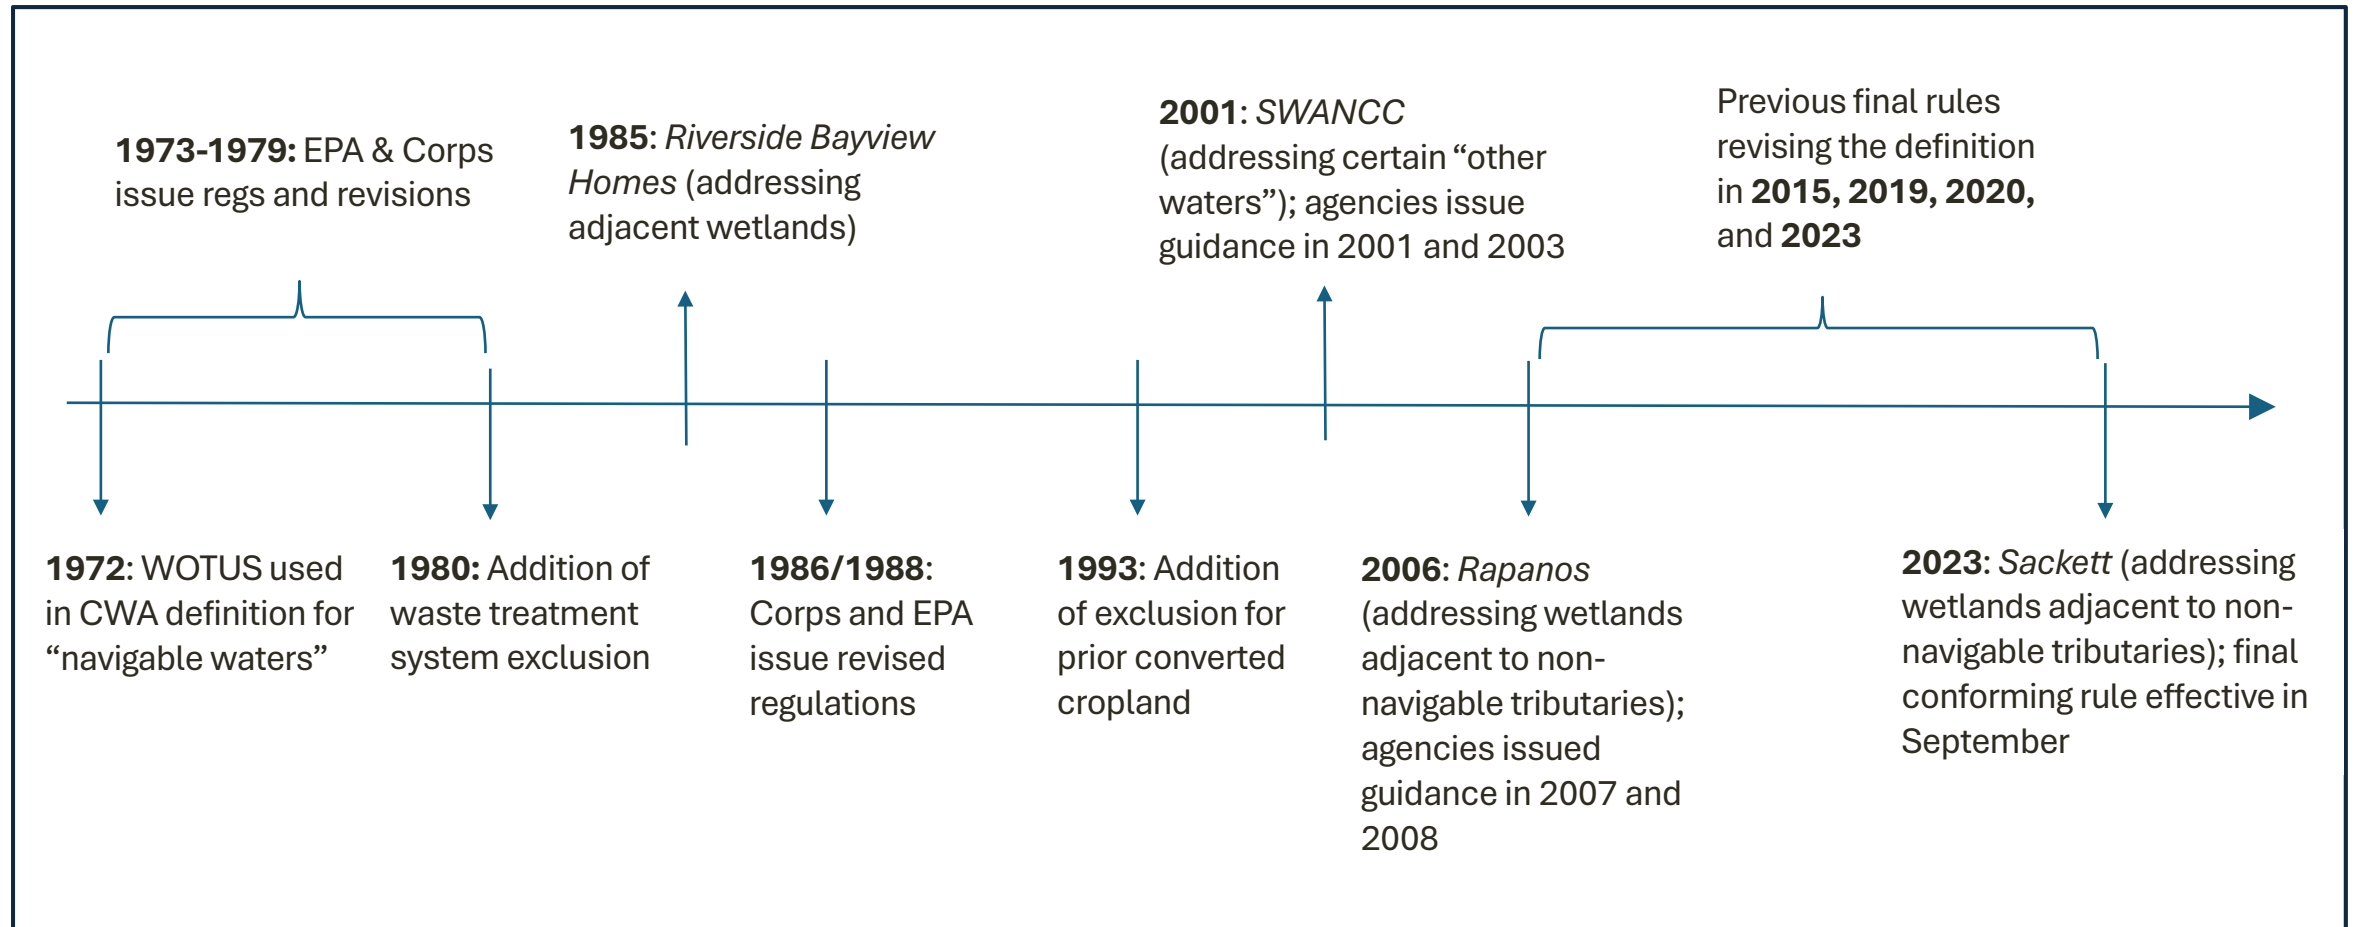 1973-1979: EPA & Corps
issue regs and revisions
1985: Riverside Bayview
Homes (addressing
adjacent wetlands)
2001: SWANCC
(addressing certain “other
waters”); agencies issue
guidance in 2001 and 2003
Previous final rules
revising the definition
in 2015, 2019, 2020,
and 2023
1972: WOTUS used
in CWA definition for
“navigable waters”
1980: Addition of
waste treatment
system exclusion
1986/1988:
Corps and EPA
issue revised
regulations
1993: Addition
of exclusion for
prior converted
cropland
2006: Rapanos
(addressing wetlands
adjacent to non-
navigable tributaries);
agencies issued
guidance in 2007 and
2008
2023: Sackett (addressing
wetlands adjacent to non-
navigable tributaries); final
conforming rule effective in
September